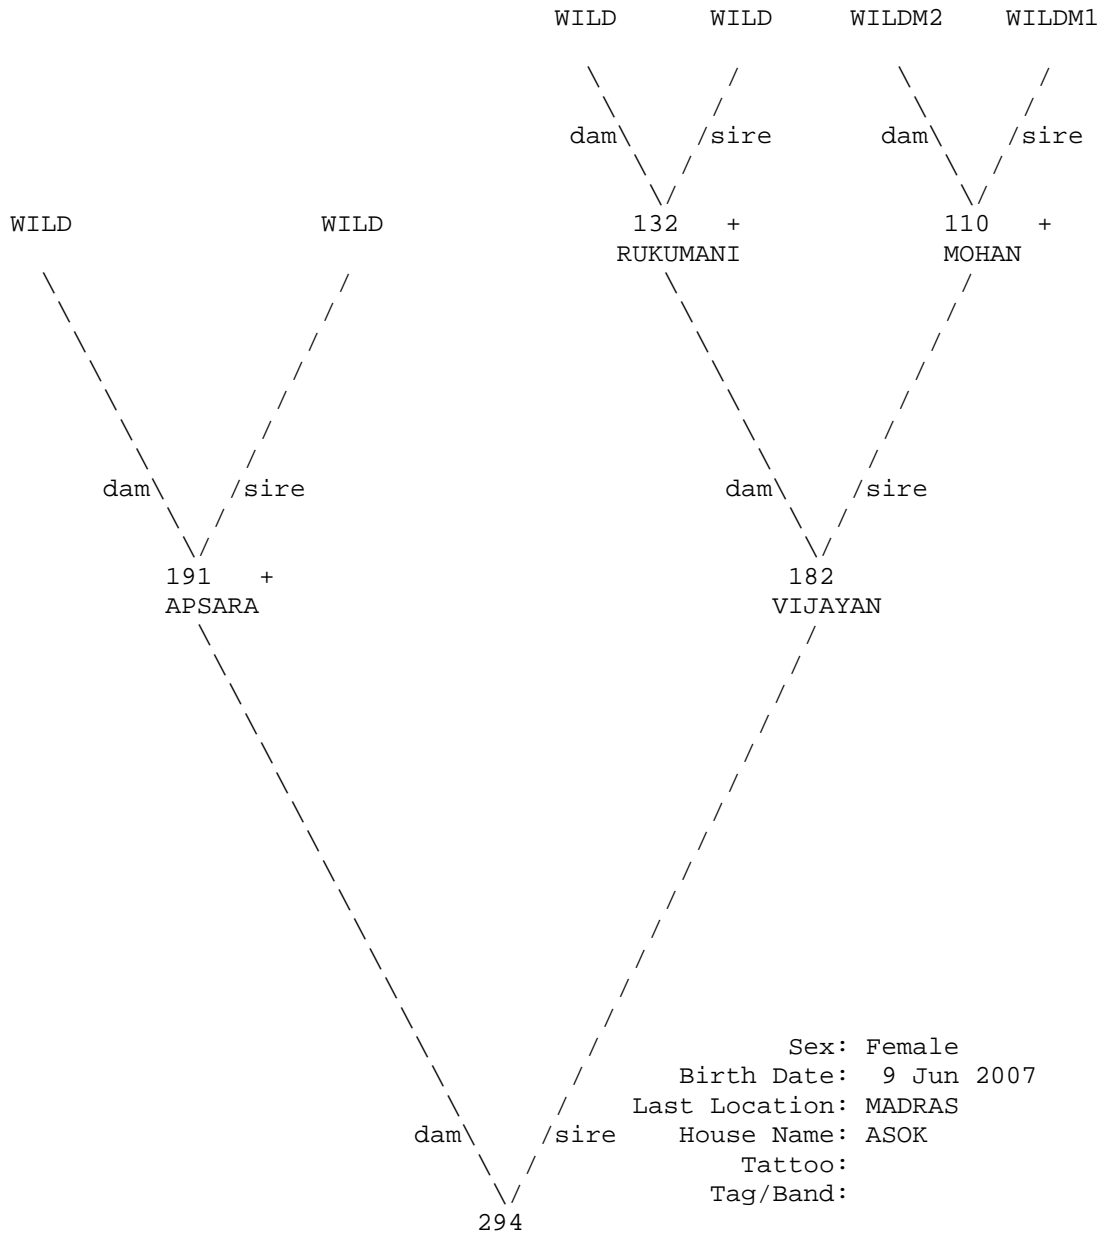 WILD WILD WILDM2 WILDM1
dam sire dam sire
WILD WILD 132 + 110 +
RUKUMANI MOHAN
dam sire dam sire
191 + 182
APSARA VIJAYAN
Sex: Female
Birth Date: 9 Jun 2007
Last Location: MADRAS
dam sire House Name: ASOK
Tattoo:
Tag/Band:
294